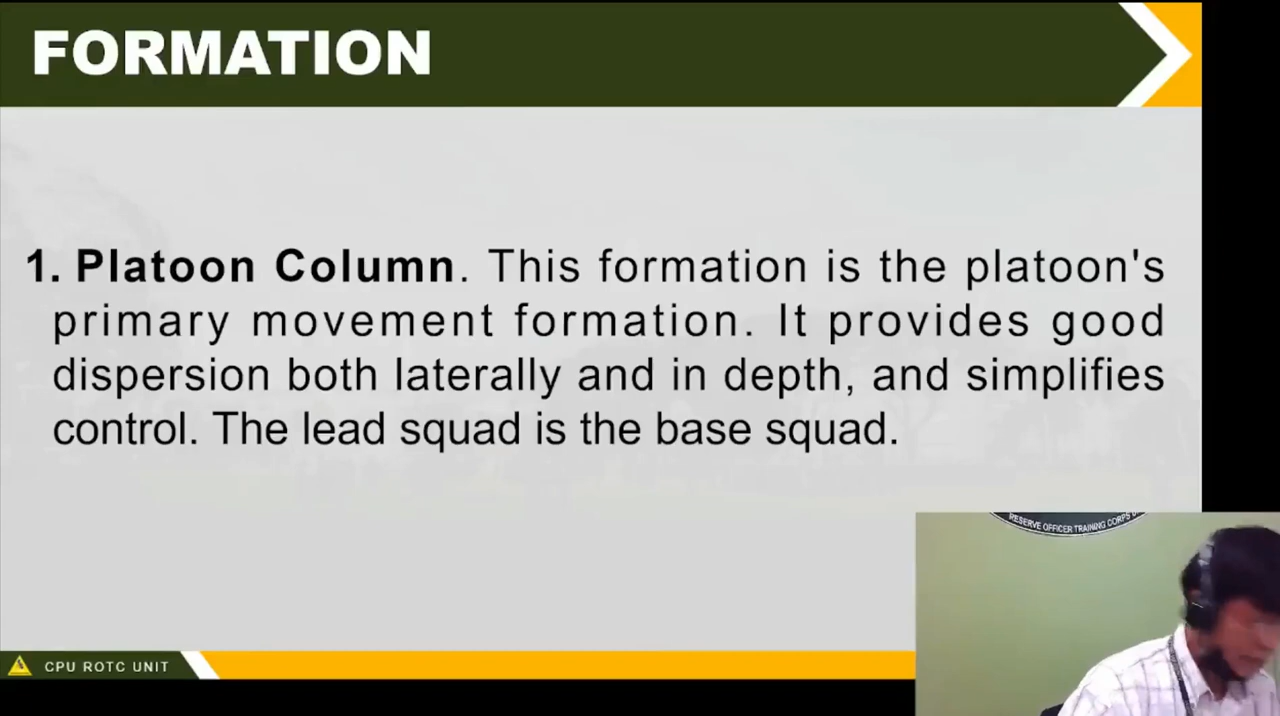 FORMATION
1. Platoon Column. This formation is the platoon's
primary movement formation. It provides good
dispersion both laterally and in depth, and simplifies
control. The lead squad is the base squad.
RESERVE OFFICER TRAINING CORPS
CPU ROTC UNIT